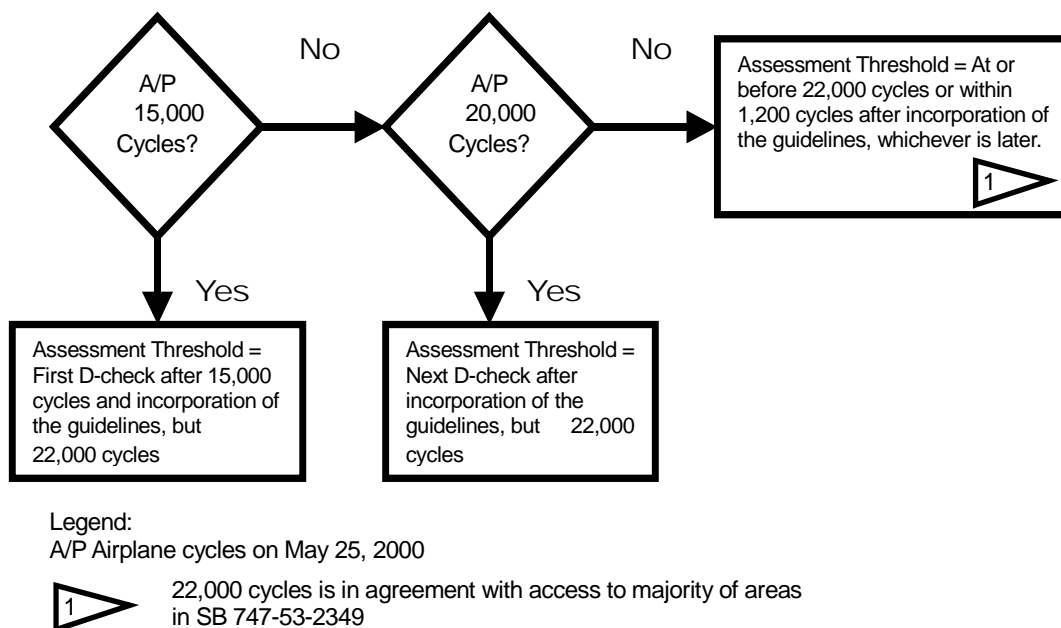 No
No
A/P
15,000
Cycles?
A/P
20,000
Cycles?
Assessment Threshold = At or
before 22,000 cycles or within
1,200 cycles after incorporation of
the guidelines, whichever is later.
1
Yes
Yes
Assessment Threshold =
First D-check after 15,000
cycles and incorporation of
the guidelines, but
22,000 cycles
Assessment Threshold =
Next D-check after
incorporation of the
guidelines, but 22,000
cycles
Legend:
A/P Airplane cycles on May 25, 2000
1
22,000 cycles is in agreement with access to majority of areas
in SB 747-53-2349